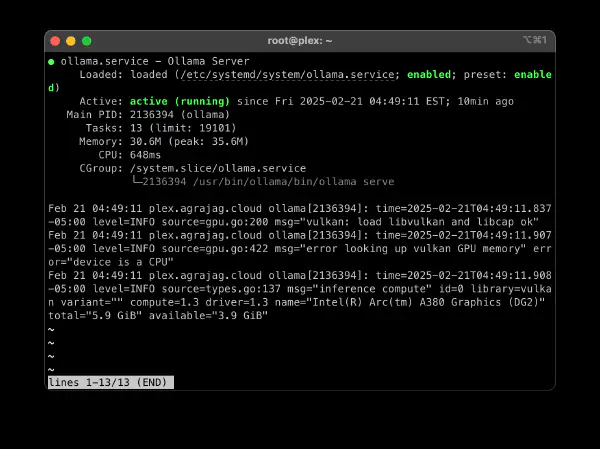 root@plex: ~
⌥⌘1
● ollama.service - Ollama Server
Loaded: loaded (/etc/systemd/system/ollama.service; enabled; preset: enable
d)
Active: active (running) since Fri 2025-02-21 04:49:11 EST; 10min ago
Main PID: 2136394 (ollama)
Tasks: 13 (limit: 19101)
Memory: 30.6M (peak: 35.6M)
CPU: 648ms
CGroup: /system.slice/ollama.service
└─2136394 /usr/bin/ollama/bin/ollama serve
Feb 21 04:49:11 plex.agrajag.cloud ollama[2136394]: time=2025-02-21T04:49:11.837
-05:00 level=INFO source=gpu.go:200 msg="vulkan: load libvulkan and libcap ok"
Feb 21 04:49:11 plex.agrajag.cloud ollama[2136394]: time=2025-02-21T04:49:11.907
-05:00 level=INFO source=gpu.go:422 msg="error looking up vulkan GPU memory" err
or="device is a CPU"
Feb 21 04:49:11 plex.agrajag.cloud ollama[2136394]: time=2025-02-21T04:49:11.908
-05:00 level=INFO source=types.go:137 msg="inference compute" id=0 library=vulka
n variant="" compute=1.3 driver=1.3 name="Intel(R) Arc(tm) A380 Graphics (DG2)"
total="5.9 GiB" available="3.9 GiB"
~
~
~
~
lines 1-13/13 (END)